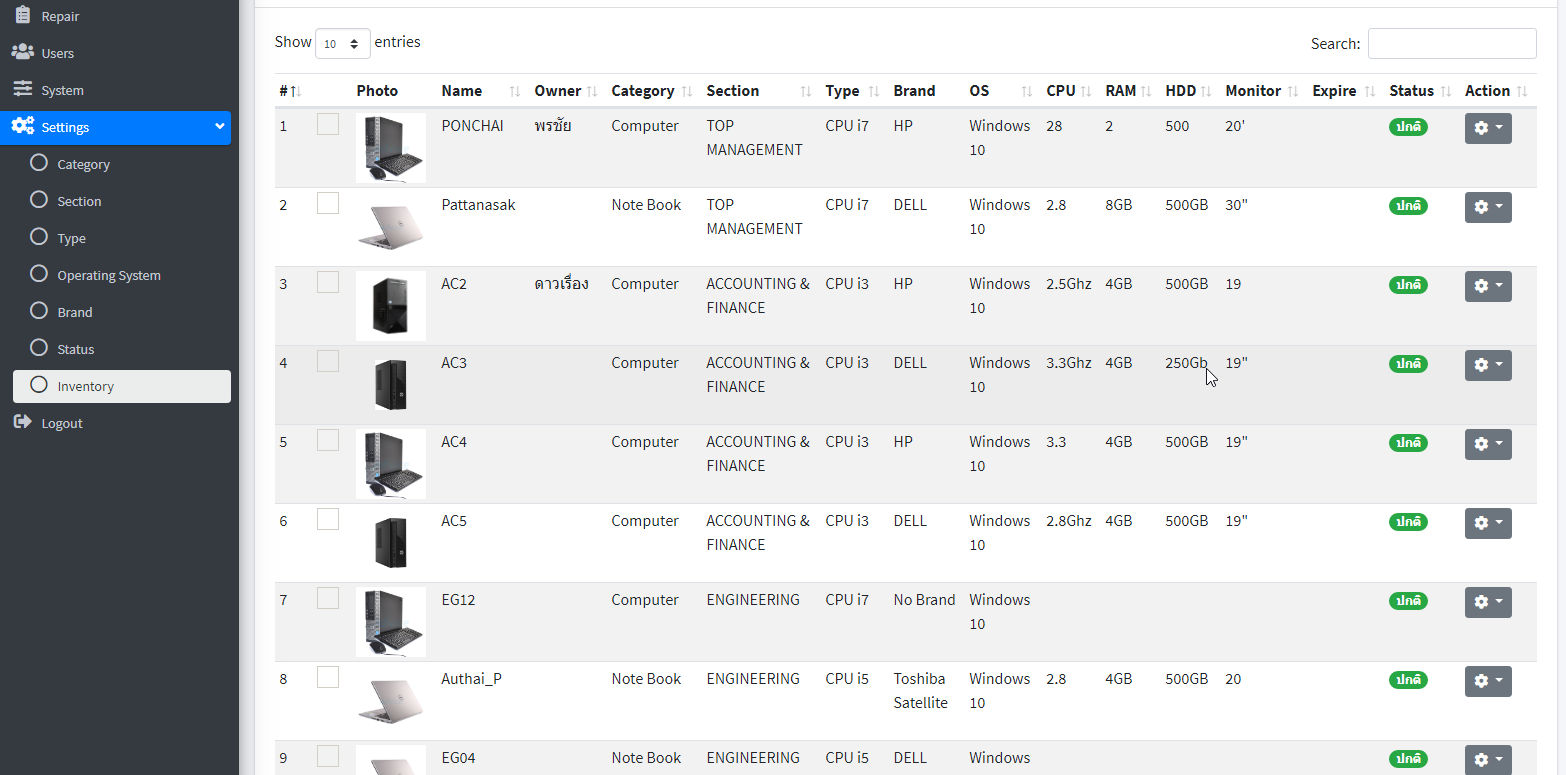 Repair
Users
System
Settings
Category
Section
Type
Operating System
Brand
Status
Inventory
Logout
Show 10 entries
Search:
# Photo Name Owner Category Section Type Brand OS CPU RAM HDD Monitor Expire Status Action
1 PONCHAI พรชัย Computer TOP CPU i7 HP Windows 28 2 500 20' ปกติ
MANAGEMENT 10
2 Pattanasak Note Book TOP CPU i7 DELL Windows 2.8 8GB 500GB 30" ปกติ
MANAGEMENT 10
3 AC2 ดาวเรื่อง Computer ACCOUNTING & CPU i3 HP Windows 2.5Ghz 4GB 500GB 19 ปกติ
FINANCE 10
4 AC3 Computer ACCOUNTING & CPU i3 DELL Windows 3.3Ghz 4GB 250Gb 19" ปกติ
FINANCE 10
5 AC4 Computer ACCOUNTING & CPU i3 HP Windows 3.3 4GB 500GB 19" ปกติ
FINANCE 10
6 AC5 Computer ACCOUNTING & CPU i3 DELL Windows 2.8Ghz 4GB 500GB 19" ปกติ
FINANCE 10
7 EG12 Computer ENGINEERING CPU i7 No Brand Windows ปกติ
10
8 Authai_P Note Book ENGINEERING CPU i5 Toshiba Windows 2.8 4GB 500GB 20 ปกติ
Satellite 10
9 EG04 Note Book ENGINEERING CPU i5 DELL Windows ปกติ